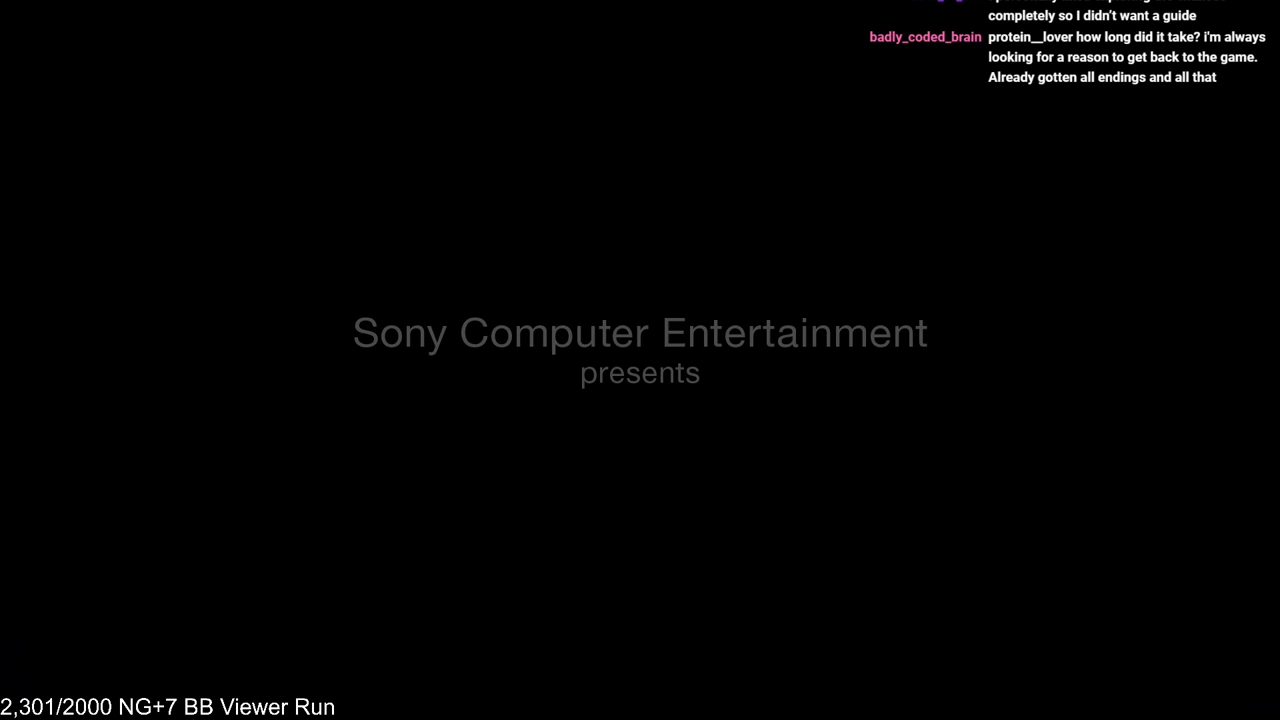 completely so I didn't want a guide
badly_coded_brain protein__lover how long did it take? i'm always
looking for a reason to get back to the game.
Already gotten all endings and all that
Sony Computer Entertainment
presents
2,301/2000 NG+7 BB Viewer Run